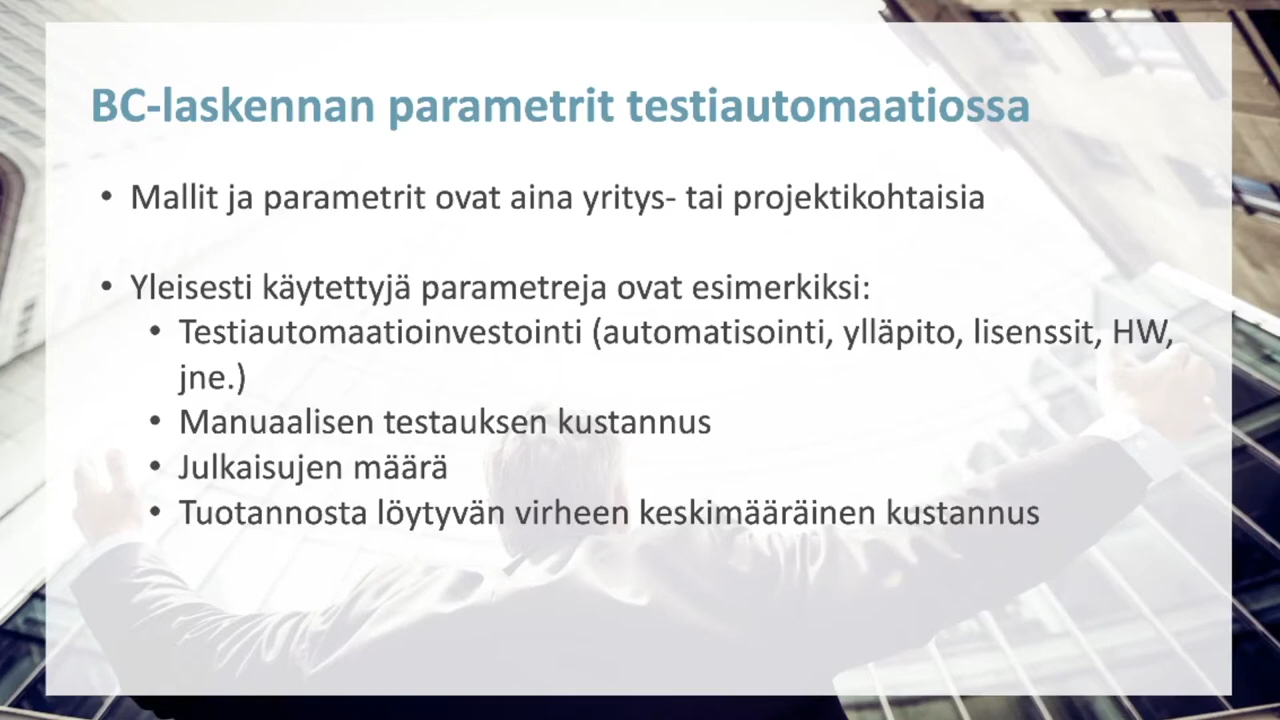 BC-laskennan parametrit testiautomaatiossa
• Mallit ja parametrit ovat aina yritys- tai projektikohtaisia
• Yleisesti käytettyjä parametreja ovat esimerkiksi:
• Testiautomaatioinvestointi (automatisointi, ylläpito, lisenssit, HW,
jne.)
• Manuaalisen testauksen kustannus
• Julkaisujen määrä
• Tuotannosta löytyvän virheen keskimääräinen kustannus